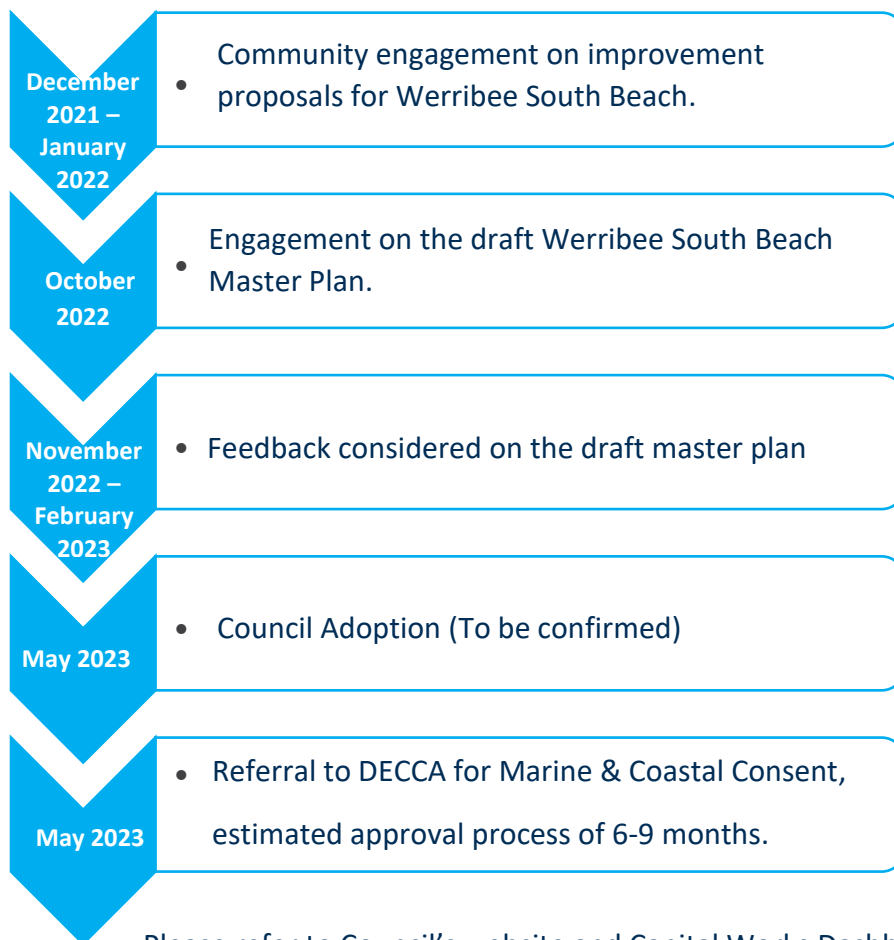 December
2021 –
January
2022
• Community engagement on improvement
proposals for Werribee South Beach.
October
2022
• Engagement on the draft Werribee South Beach
Master Plan.
November
2022 –
February
2023
• Feedback considered on the draft master plan
May 2023
• Council Adoption (To be confirmed)
May 2023
• Referral to DECCA for Marine & Coastal Consent,
estimated approval process of 6-9 months.